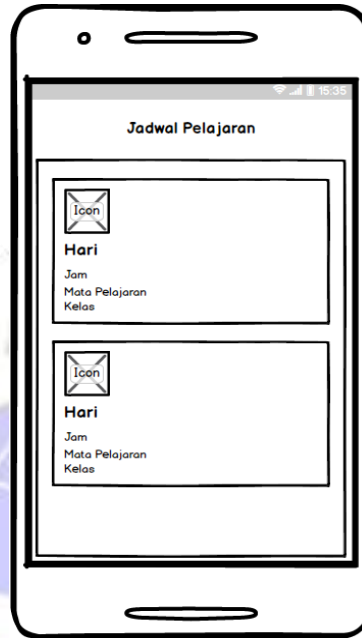 15:35
Jadwal Pelajaran
Icon
Hari
Jam
Mata Pelajaran
Kelas
Icon
Hari
Jam
Mata Pelajaran
Kelas